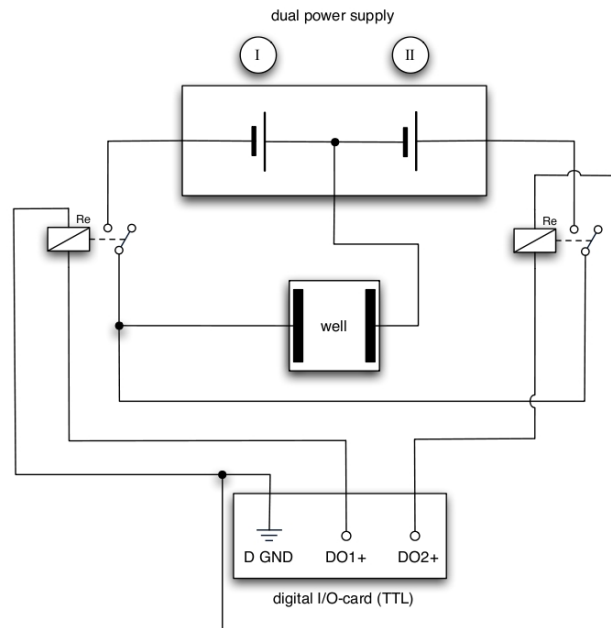 dual power supply
I
II
Re
Re
well
D GND
DO1+
DO2+
digital I/O-card (TTL)